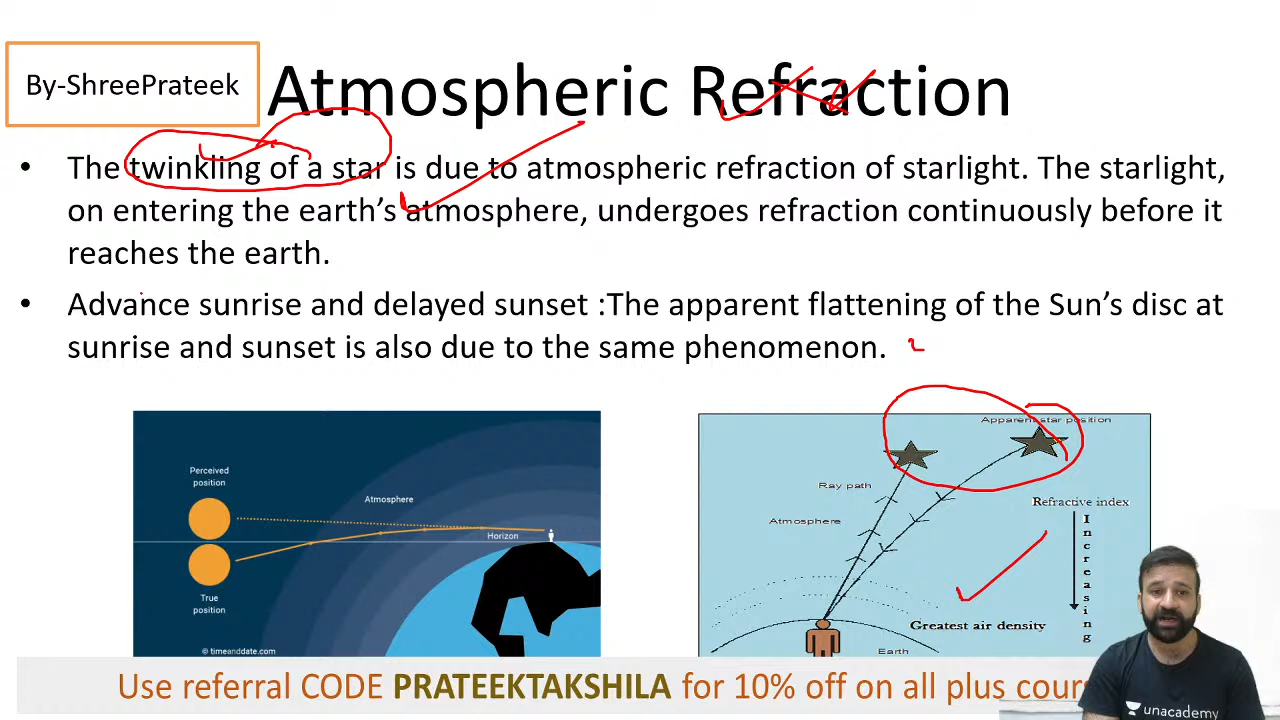 By-ShreePrateek
Atmospheric Refraction
• The twinkling of a star is due to atmospheric refraction of starlight. The starlight,
on entering the earth's atmosphere, undergoes refraction continuously before it
reaches the earth.
• Advance sunrise and delayed sunset :The apparent flattening of the Sun's disc at
sunrise and sunset is also due to the same phenomenon.
Perceived
position
Atmosphere
Horizon
True
position
© timeanddate.com
Apparent star position
Ray path
Refractive index
Atmosphere
Increasing
Greatest air density
Earth
Use referral CODE PRATEEKTAKSHILA for 10% off on all plus cours
unacademy